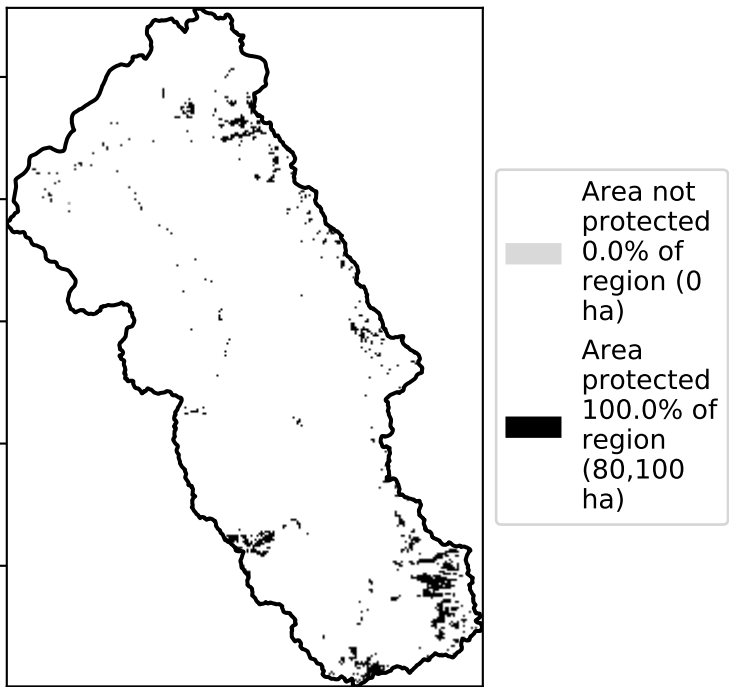 Area not
protected
0.0% of
region (0
ha)
Area
protected
100.0% of
region
(80,100
ha)